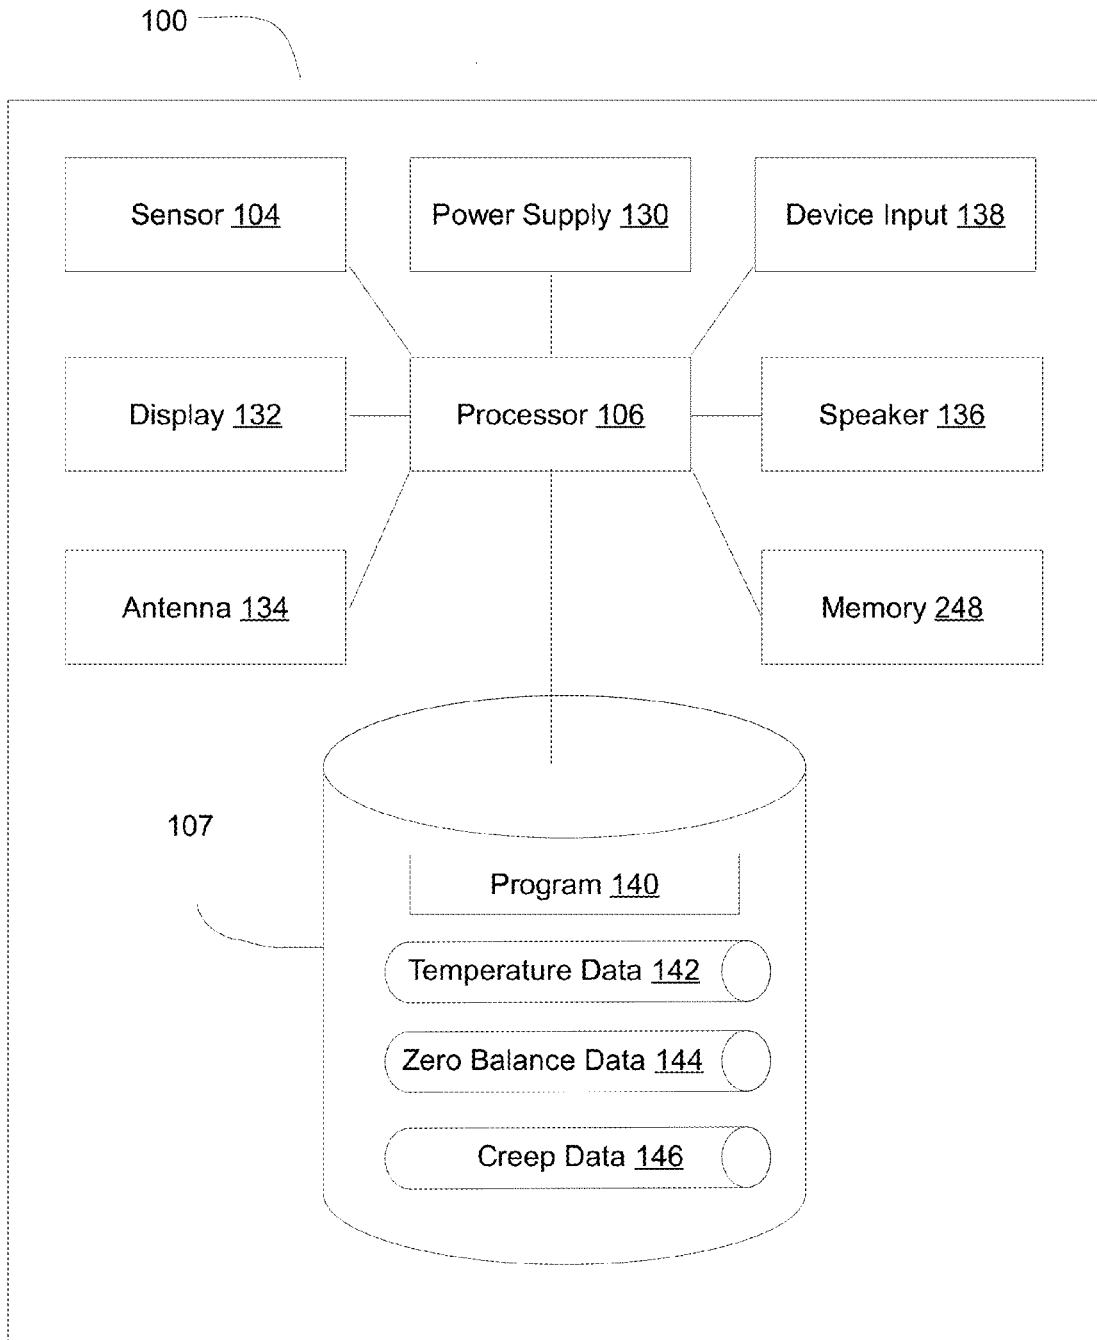 100
Sensor 104
Power Supply 130
Device Input 138
Display 132
Processor 106
Speaker 136
Antenna 134
Memory 248
107
Program 140
Temperature Data 142
Zero Balance Data 144
Creep Data 146